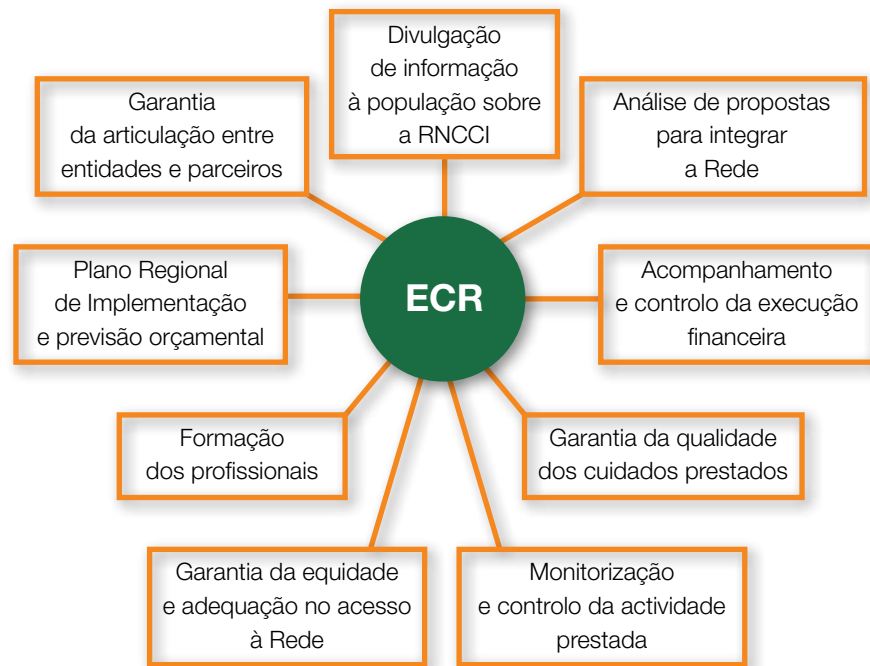 Divulgação
de informação
à população sobre
a RNCCI
Garantia
da articulação entre
entidades e parceiros
Análise de propostas
para integrar
a Rede
Plano Regional
de Implementação
e previsão orçamental
ECR
Acompanhamento
e controlo da execução
financeira
Formação
dos profissionais
Garantia da qualidade
dos cuidados prestados
Garantia da equidade
e adequação no acesso
à Rede
Monitorização
e controlo da actividade
prestada